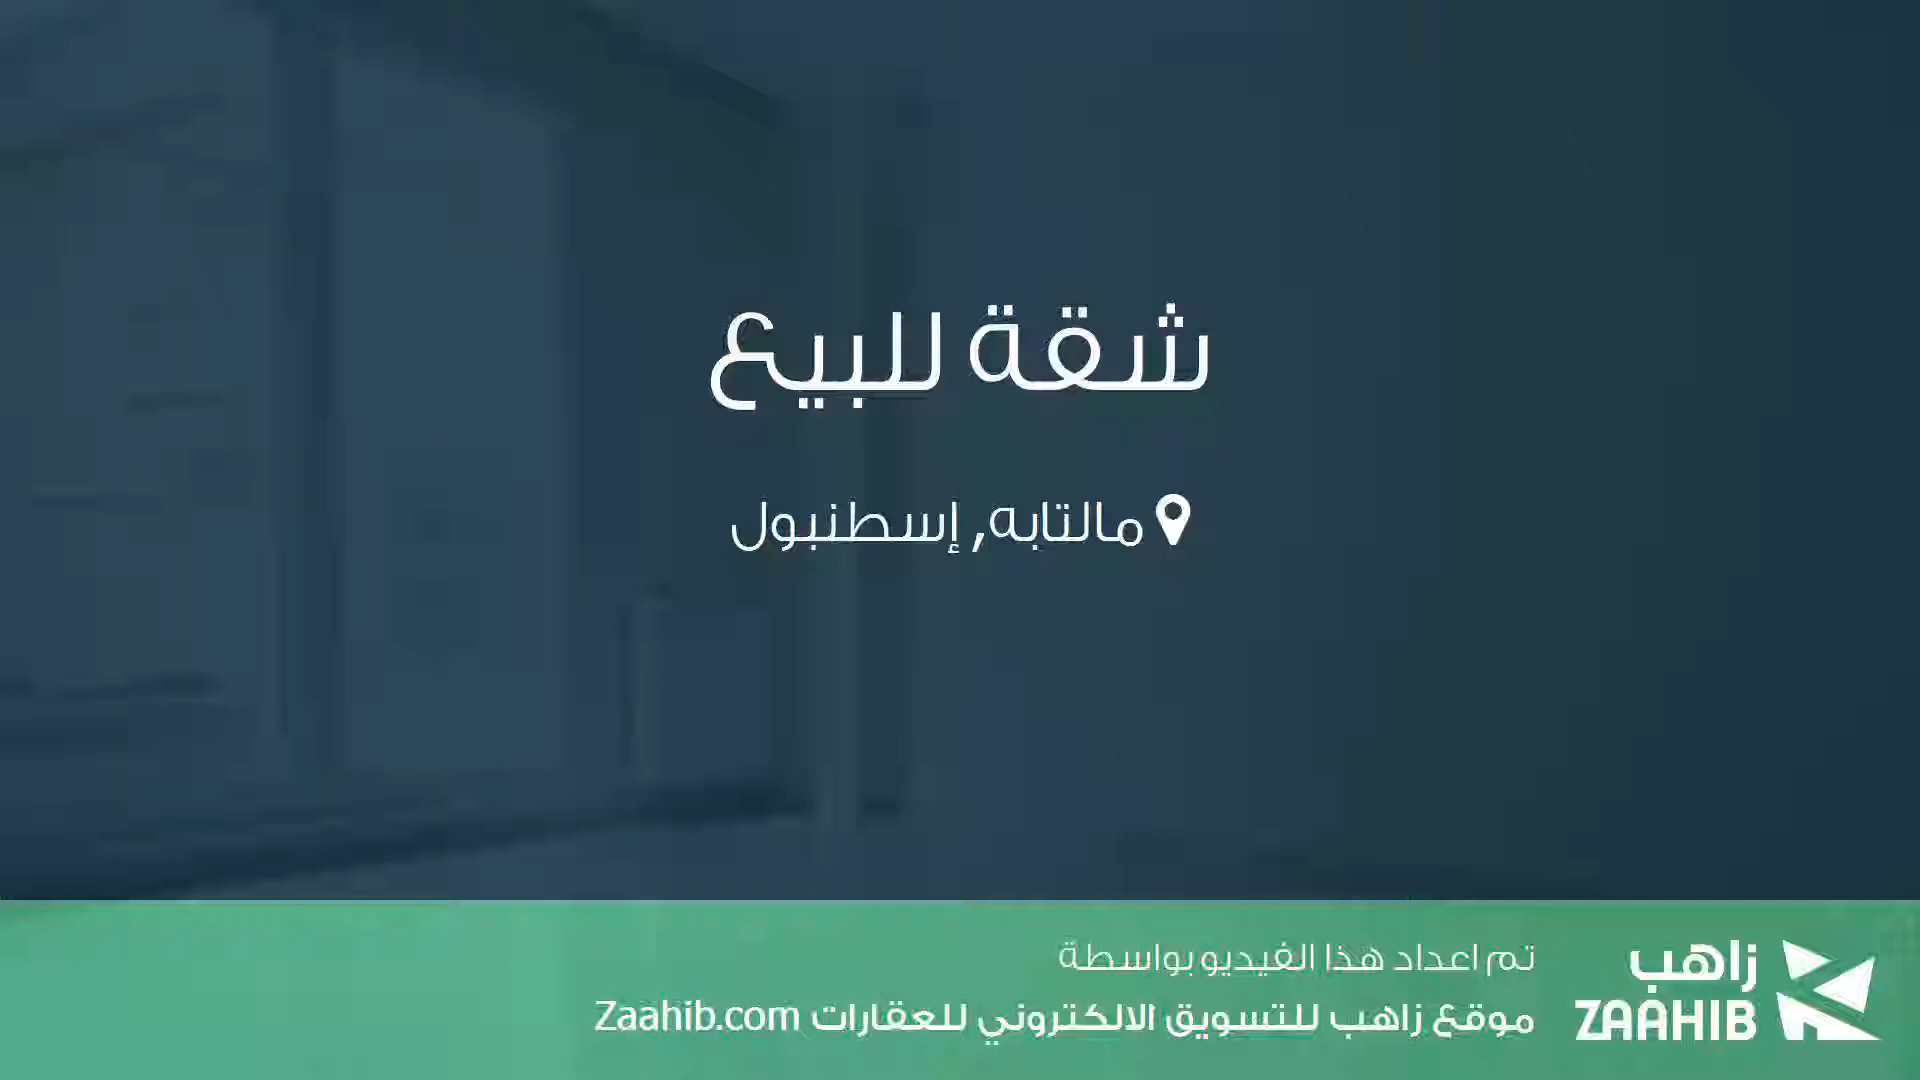 شقة للبيع
مالتابه, إسطنبول
تم اعداد هذا الفيديو بواسطة
موقع زاهب للتسويق الالكتروني للعقارات Zaahib.com
زاهب
ZAAHIB